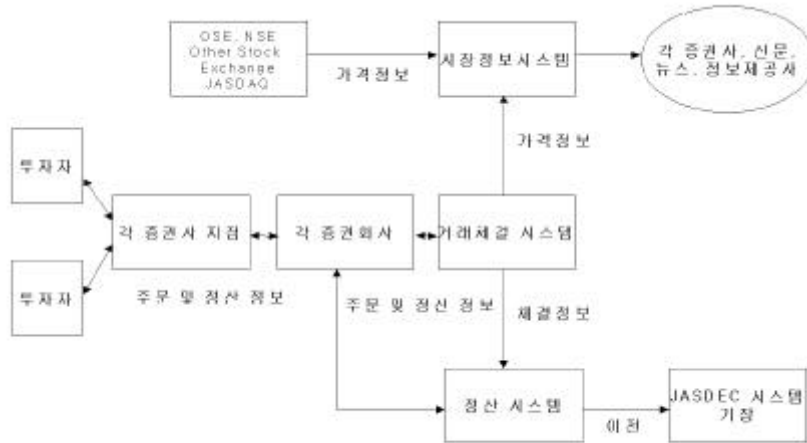 OSE, NSE
Other Stock
Exchange
JASDAQ
가격정보
시장정보시스템
각 증권사, 신문,
뉴스, 정보제공사
가격정보
투자자
각 증권사 지점
각 증권회사
거래체결 시스템
투자자
주문 및 정산 정보
주문 및 정신 정보
체결정보
정산 시스템
이전
JASDEC 시스템
기장